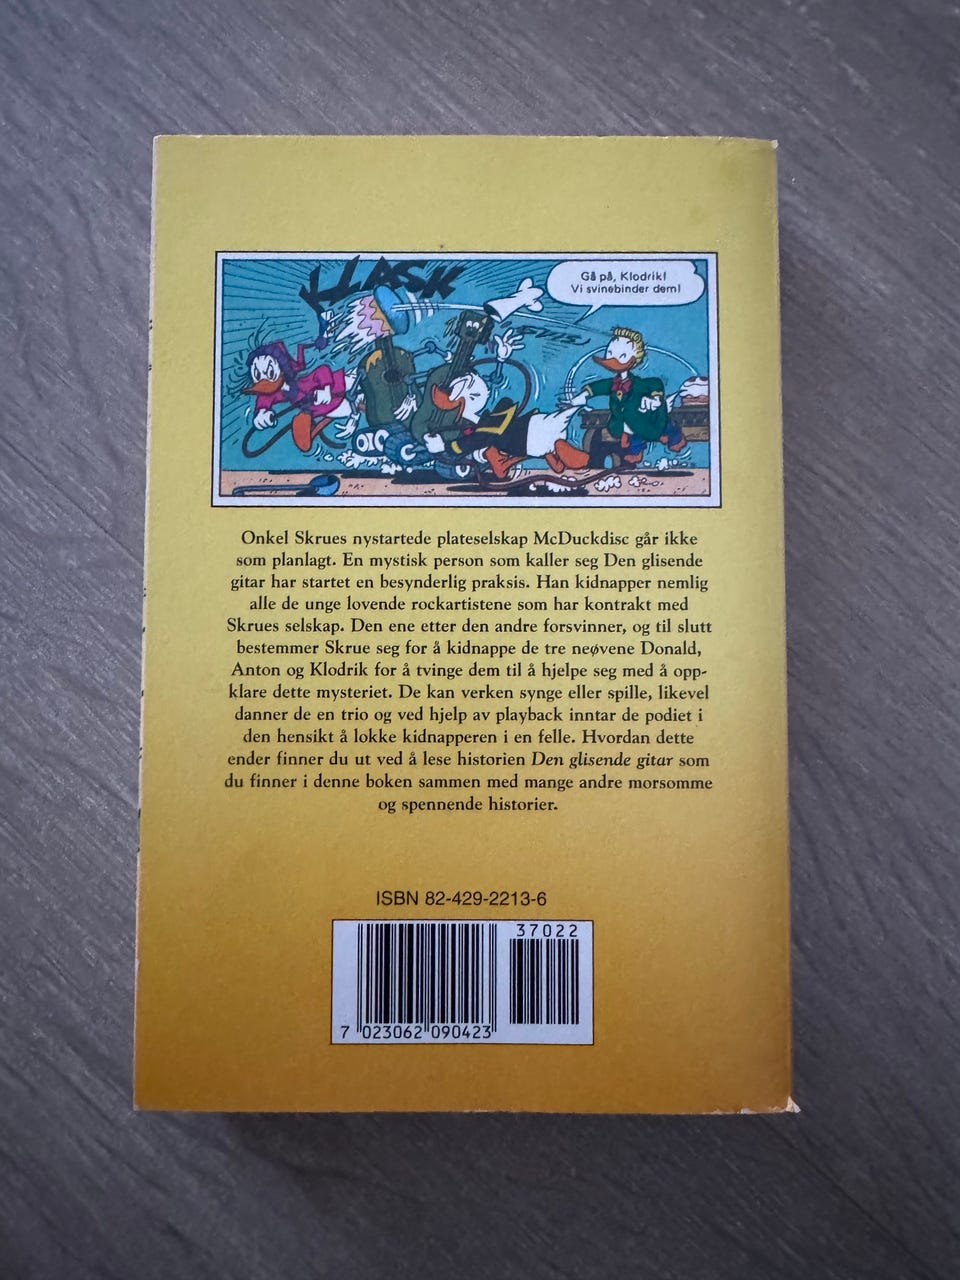 KLASK
Gå på, Klodrik!
Vi svinebinder dem!
Onkel Skrues nystartede plateselskap McDuckdisc går ikke
som planlagt. En mystisk person som kaller seg Den glisende
gitar har startet en besynderlig praksis. Han kidnapper nemlig
alle de unge lovende rockartistene som har kontrakt med
Skrues selskap. Den ene etter den andre forsvinner, og til slutt
bestemmer Skrue seg for å kidnappe de tre neøvene Donald,
Anton og Klodrik for å tvinge dem til å hjelpe seg med å opp-
klare dette mysteriet. De kan verken synge eller spille, likevel
danner de en trio og ved hjelp av playback inntar de podiet i
den hensikt å lokke kidnapperen i en felle. Hvordan dette
ender finner du ut ved å lese historien Den glisende gitar som
du finner i denne boken sammen med mange andre morsomme
og spennende historier.
ISBN 82-429-2213-6
37022
7 023062 090423